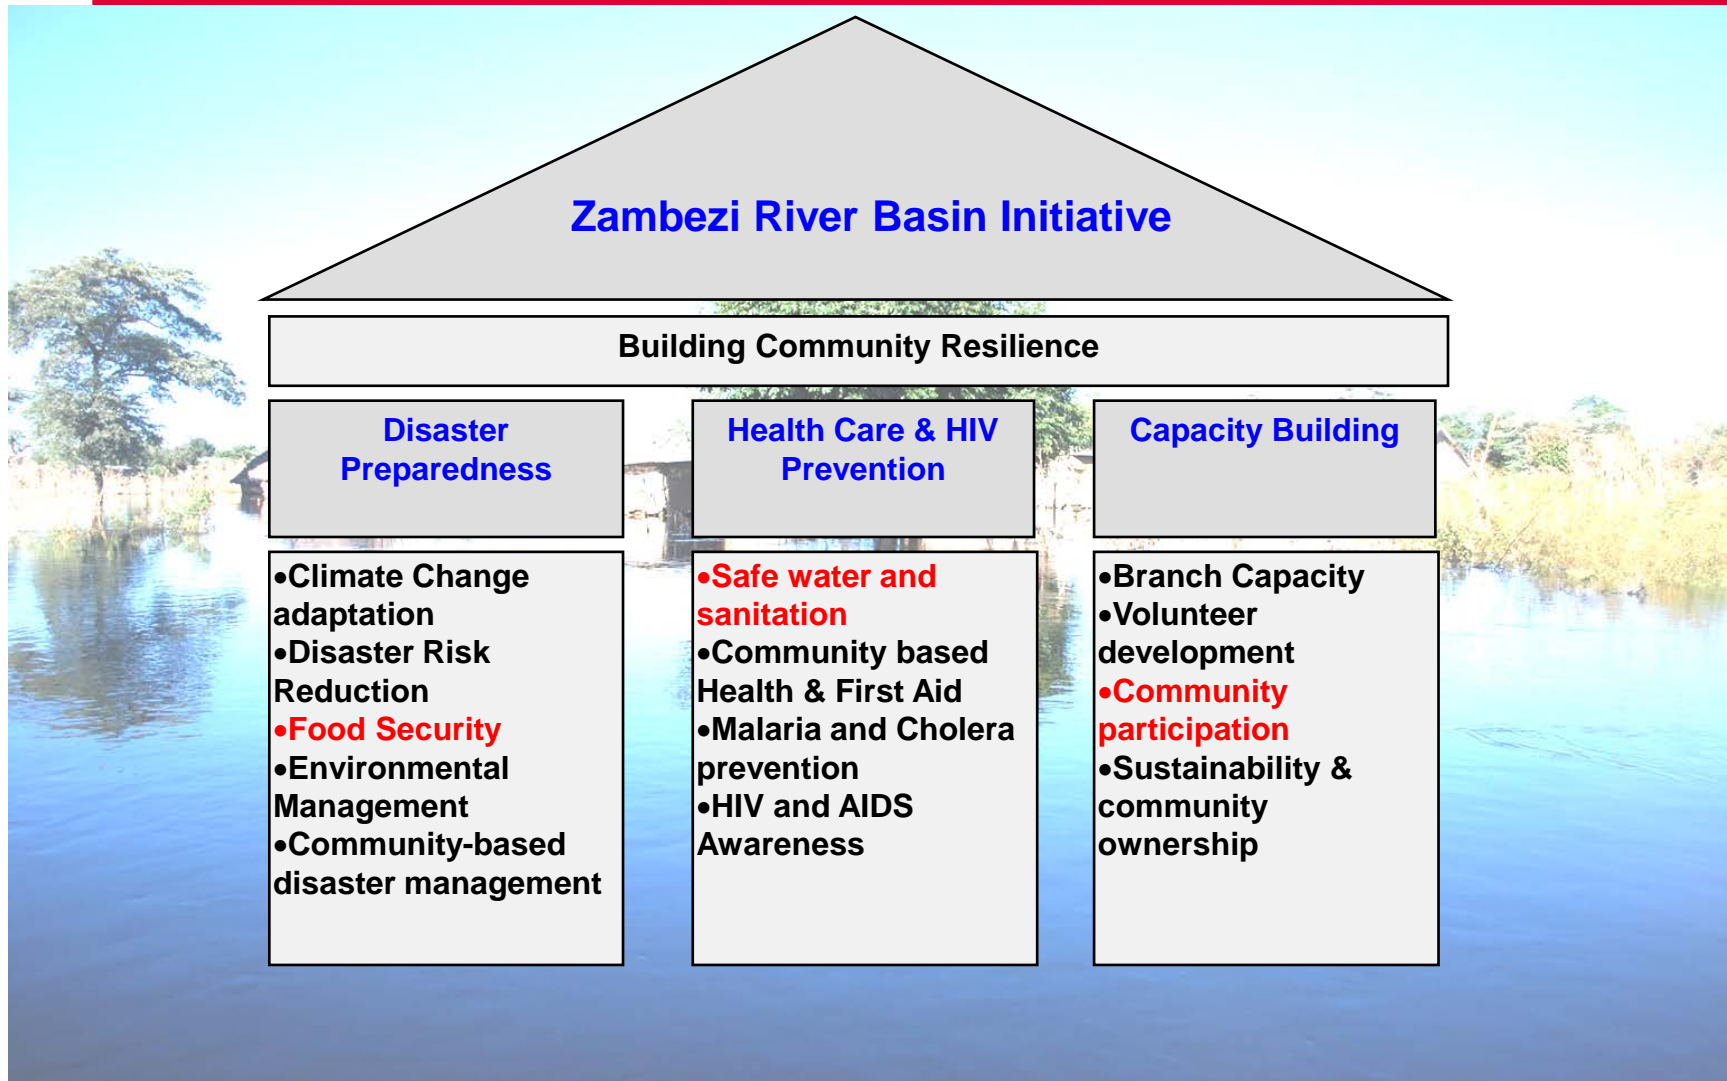 Zambezi River Basin Initiative
Building Community Resilience
Disaster
Preparedness
•Climate Change
adaptation
•Disaster Risk
Reduction
•Food Security
•Environmental
Management
•Community-based
disaster management
Health Care & HIV
Prevention
•Safe water and
sanitation
•Community based
Health & First Aid
•Malaria and Cholera
prevention
•HIV and AIDS
Awareness
Capacity Building
•Branch Capacity
•Volunteer
development
•Community
participation
•Sustainability &
community
ownership